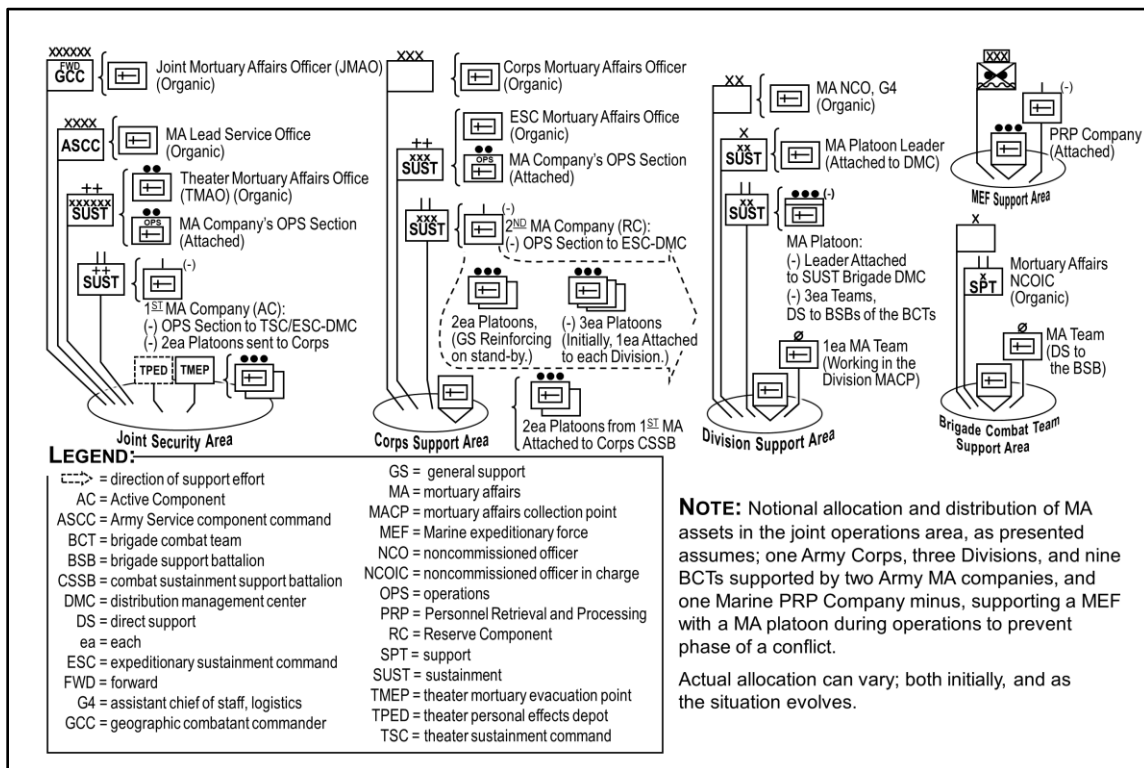 XXXXXX
FWD
GCC
Joint Mortuary Affairs Officer (JMAO)
(Organic)
XXXX
ASCC
MA Lead Service Office
(Organic)
++
xxxxxx
SUST
Theater Mortuary Affairs Office
(TMAO) (Organic)
OPS
MA Company's OPS Section
(Attached)
++
SUST
(-)
1ST MA Company (AC):
(-) OPS Section to TSC/ESC-DMC
(-) 2ea Platoons sent to Corps
TPED
TMEP
Joint Security Area
XXX
Corps Mortuary Affairs Officer
(Organic)
++
xxx
SUST
ESC Mortuary Affairs Office
(Organic)
OPS
MA Company's OPS Section
(Attached)
xxx
SUST
(-)
2ND MA Company (RC):
(-) OPS Section to ESC-DMC
2ea Platoons,
(GS Reinforcing
on stand-by.)
(-) 3ea Platoons
(Initially, 1ea Attached
to each Division.)
2ea Platoons from 1ST MA
Attached to Corps CSSB
Corps Support Area
XX
MA NCO, G4
(Organic)
X
xx
SUST
MA Platoon Leader
(Attached to DMC)
xx
SUST
(-)
MA Platoon:
(-) Leader Attached
to SUST Brigade DMC
(-) 3ea Teams,
DS to BSBs of the BCTs
1ea MA Team
(Working in the
Division MACP)
Division Support Area
XXX
(-)
PRP Company
(Attached)
MEF Support Area
X
x
SPT
Mortuary Affairs
NCOIC
(Organic)
MA Team
(DS to
the BSB)
Brigade Combat Team
Support Area
LEGEND:
= direction of support effort
AC = Active Component
ASCC = Army Service component command
BCT = brigade combat team
BSB = brigade support battalion
CSSB = combat sustainment support battalion
DMC = distribution management center
DS = direct support
ea = each
ESC = expeditionary sustainment command
FWD = forward
G4 = assistant chief of staff, logistics
GCC = geographic combatant commander
GS = general support
MA = mortuary affairs
MACP = mortuary affairs collection point
MEF = Marine expeditionary force
NCO = noncommissioned officer
NCOIC = noncommissioned officer in charge
OPS = operations
PRP = Personnel Retrieval and Processing
RC = Reserve Component
SPT = support
SUST = sustainment
TMEP = theater mortuary evacuation point
TPED = theater personal effects depot
TSC = theater sustainment command
NOTE: Notional allocation and distribution of MA
assets in the joint operations area, as presented
assumes; one Army Corps, three Divisions, and nine
BCTs supported by two Army MA companies, and
one Marine PRP Company minus, supporting a MEF
with a MA platoon during operations to prevent
phase of a conflict.
Actual allocation can vary; both initially, and as
the situation evolves.